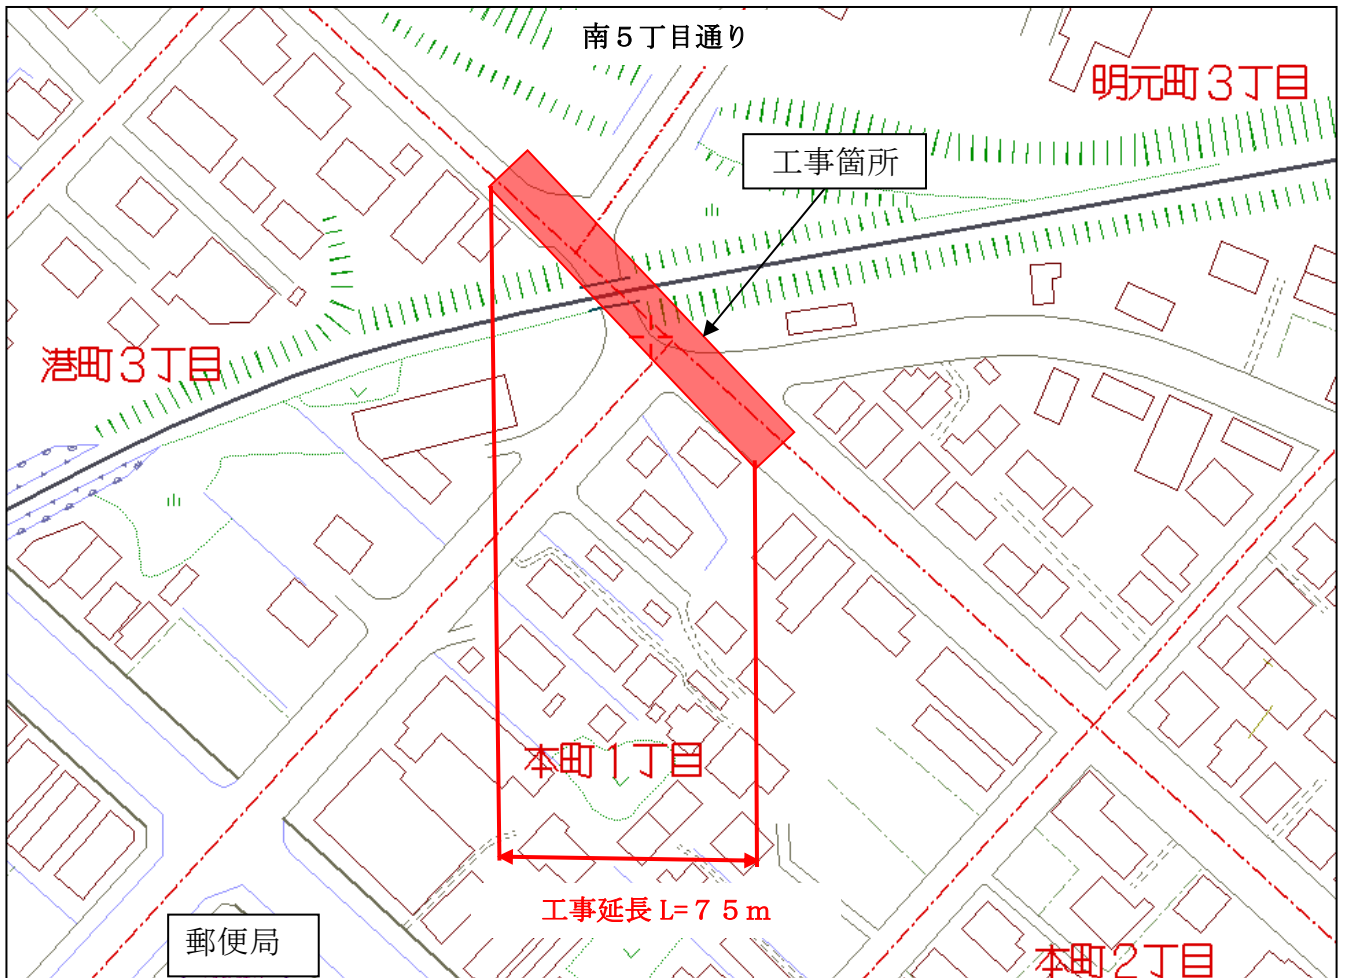 南５丁目通り
明元町３丁目
工事箇所
港町３丁目
本町１丁目
工事延長 L=７５ｍ
郵便局
本町２丁目